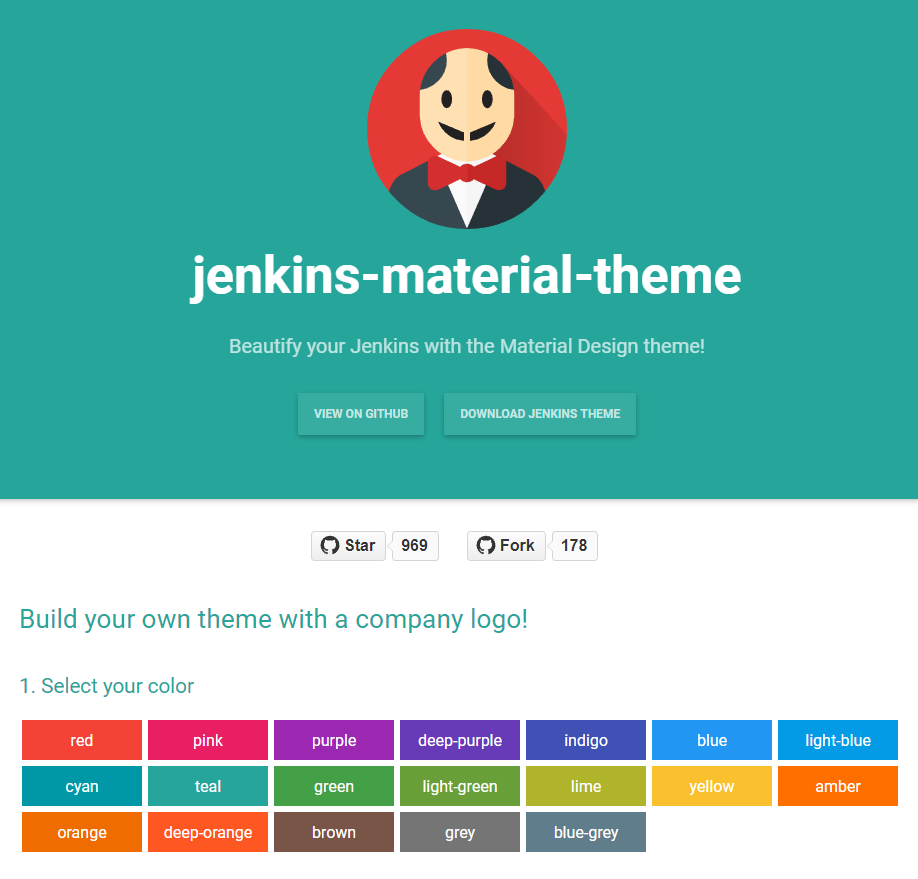 jenkins-material-theme
Beautify your Jenkins with the Material Design theme!
VIEW ON GITHUB DOWNLOAD JENKINS THEME
Star 969 Fork 178
Build your own theme with a company logo!
1. Select your color
red pink purple deep-purple indigo blue light-blue
cyan teal green light-green lime yellow amber
orange deep-orange brown grey blue-grey